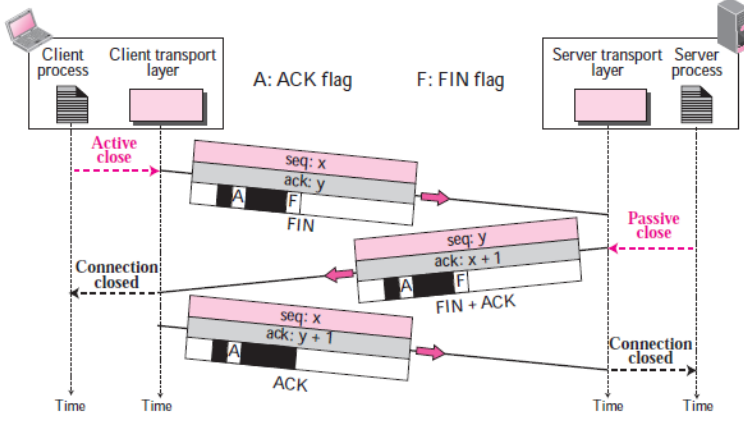 Client process
Client transport layer
A: ACK flag
F: FIN flag
Server transport layer
Server process
Active close
seq: x
ack: y
A
F
FIN
Passive close
seq: y
ack: x + 1
A
F
FIN + ACK
Connection closed
seq: x
ack: y + 1
A
ACK
Connection closed
Time
Time
Time
Time